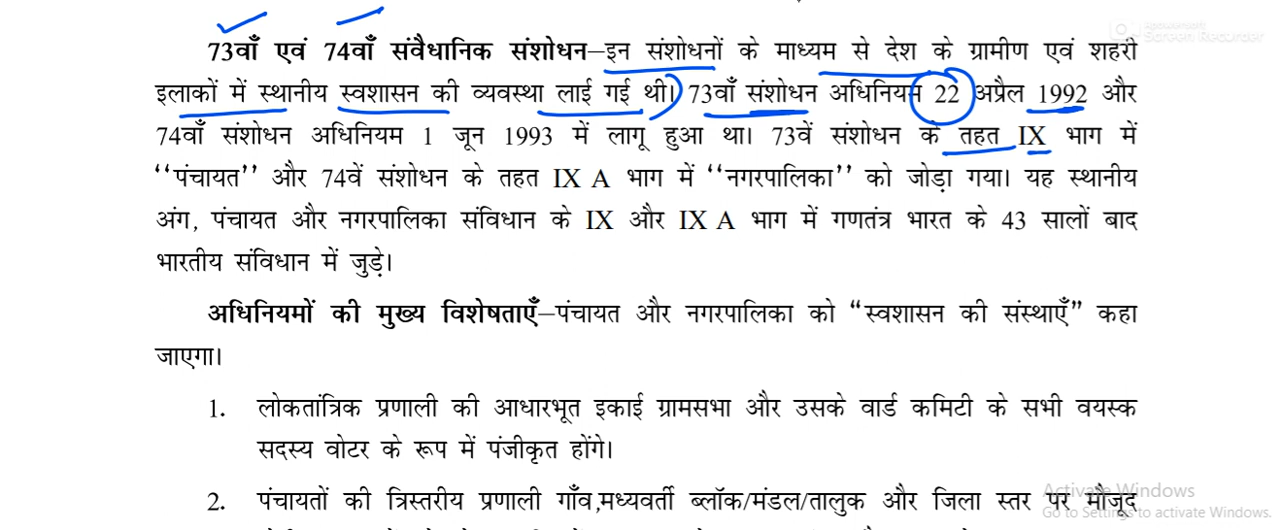 73वाँ एवं 74वाँ संवैधानिक संशोधन–इन संशोधनों के माध्यम से देश के ग्रामीण एवं शहरी
इलाकों में स्थानीय स्वशासन की व्यवस्था लाई गई थी। 73वाँ संशोधन अधिनियम 22 अप्रैल 1992 और
74वाँ संशोधन अधिनियम 1 जून 1993 में लागू हुआ था। 73वें संशोधन के तहत IX भाग में
‘‘पंचायत’’ और 74वें संशोधन के तहत IX A भाग में ‘‘नगरपालिका’’ को जोड़ा गया। यह स्थानीय
अंग, पंचायत और नगरपालिका संविधान के IX और IX A भाग में गणतंत्र भारत के 43 सालों बाद
भारतीय संविधान में जुड़े।
अधिनियमों की मुख्य विशेषताएँ–पंचायत और नगरपालिका को “स्वशासन की संस्थाएँ” कहा
जाएगा।
1. लोकतांत्रिक प्रणाली की आधारभूत इकाई ग्रामसभा और उसके वार्ड कमिटी के सभी वयस्क
सदस्य वोटर के रूप में पंजीकृत होंगे।
2. पंचायतों की त्रिस्तरीय प्रणाली गाँव,मध्यवर्ती ब्लॉक/मंडल/तालुक और जिला स्तर पर मौजूद
Activate Windows
Go to Settings to activate Windows.
Apowersoft
Screen Recorder